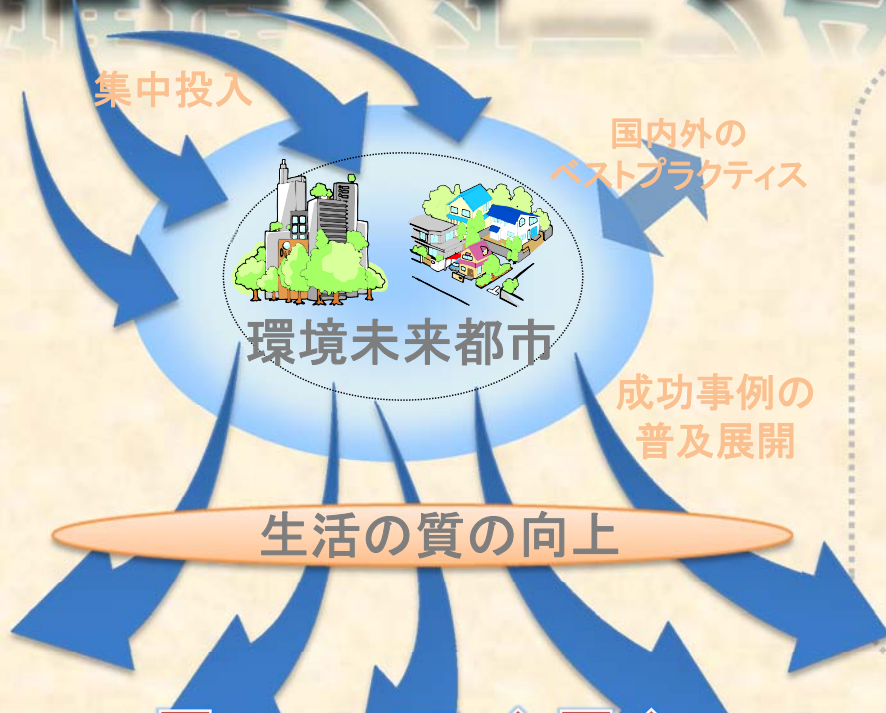 集中投入
国内外の
ベストプラクティス
環境未来都市
成功事例の
普及展開
生活の質の向上